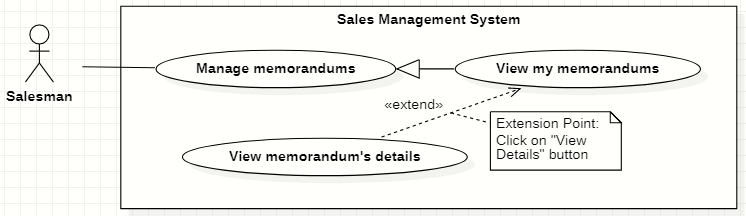 Sales Management System
Salesman
Manage memorandums
View my memorandums
«extend»
Extension Point:
Click on "View
Details" button
View memorandum's details